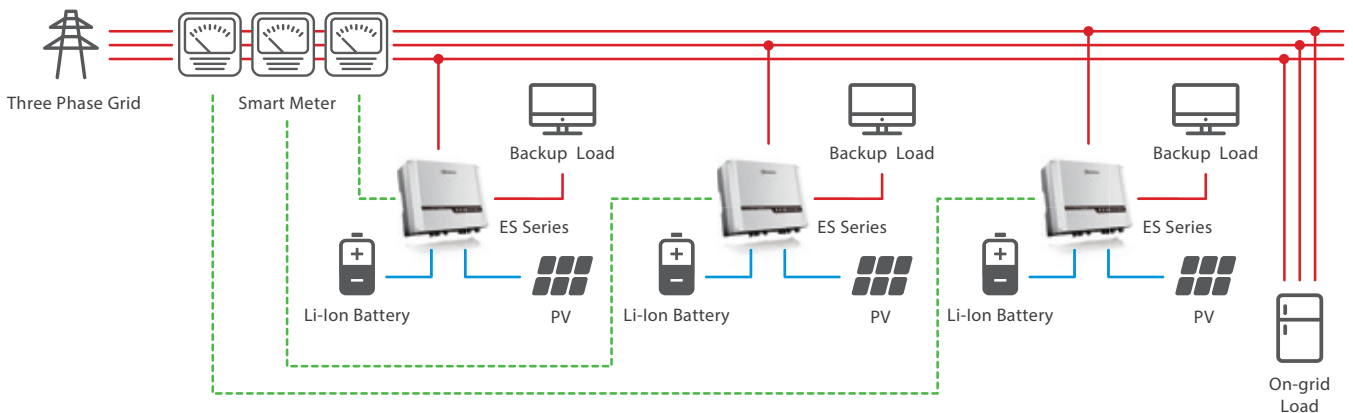 Three Phase Grid
Smart Meter
Backup Load
Backup Load
Backup Load
ES Series
ES Series
ES Series
Li-Ion Battery
PV
Li-Ion Battery
PV
Li-Ion Battery
PV
On-grid
Load